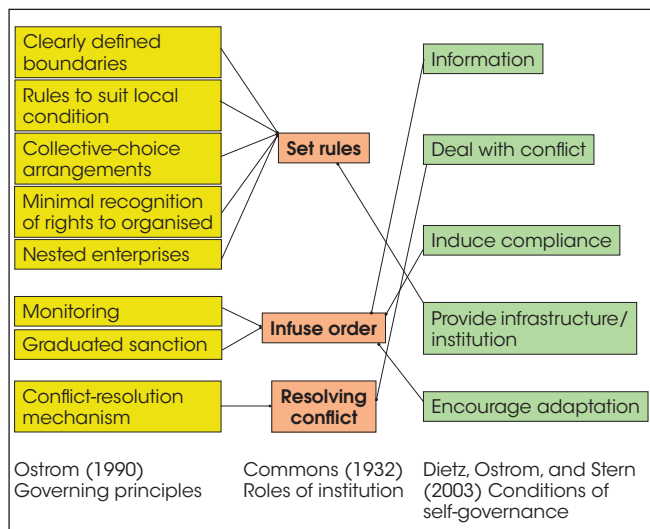 Clearly defined
boundaries
Rules to suit local
condition
Collective-choice
arrangements
Minimal recognition
of rights to organised
Nested enterprises
Monitoring
Graduated sanction
Conflict-resolution
mechanism
Ostrom (1990)
Governing principles
Set rules
Infuse order
Resolving
conflict
Commons (1932)
Roles of institution
Information
Deal with conflict
Induce compliance
Provide infrastructure/
institution
Encourage adaptation
Dietz, Ostrom, and Stern
(2003) Conditions of
self-governance